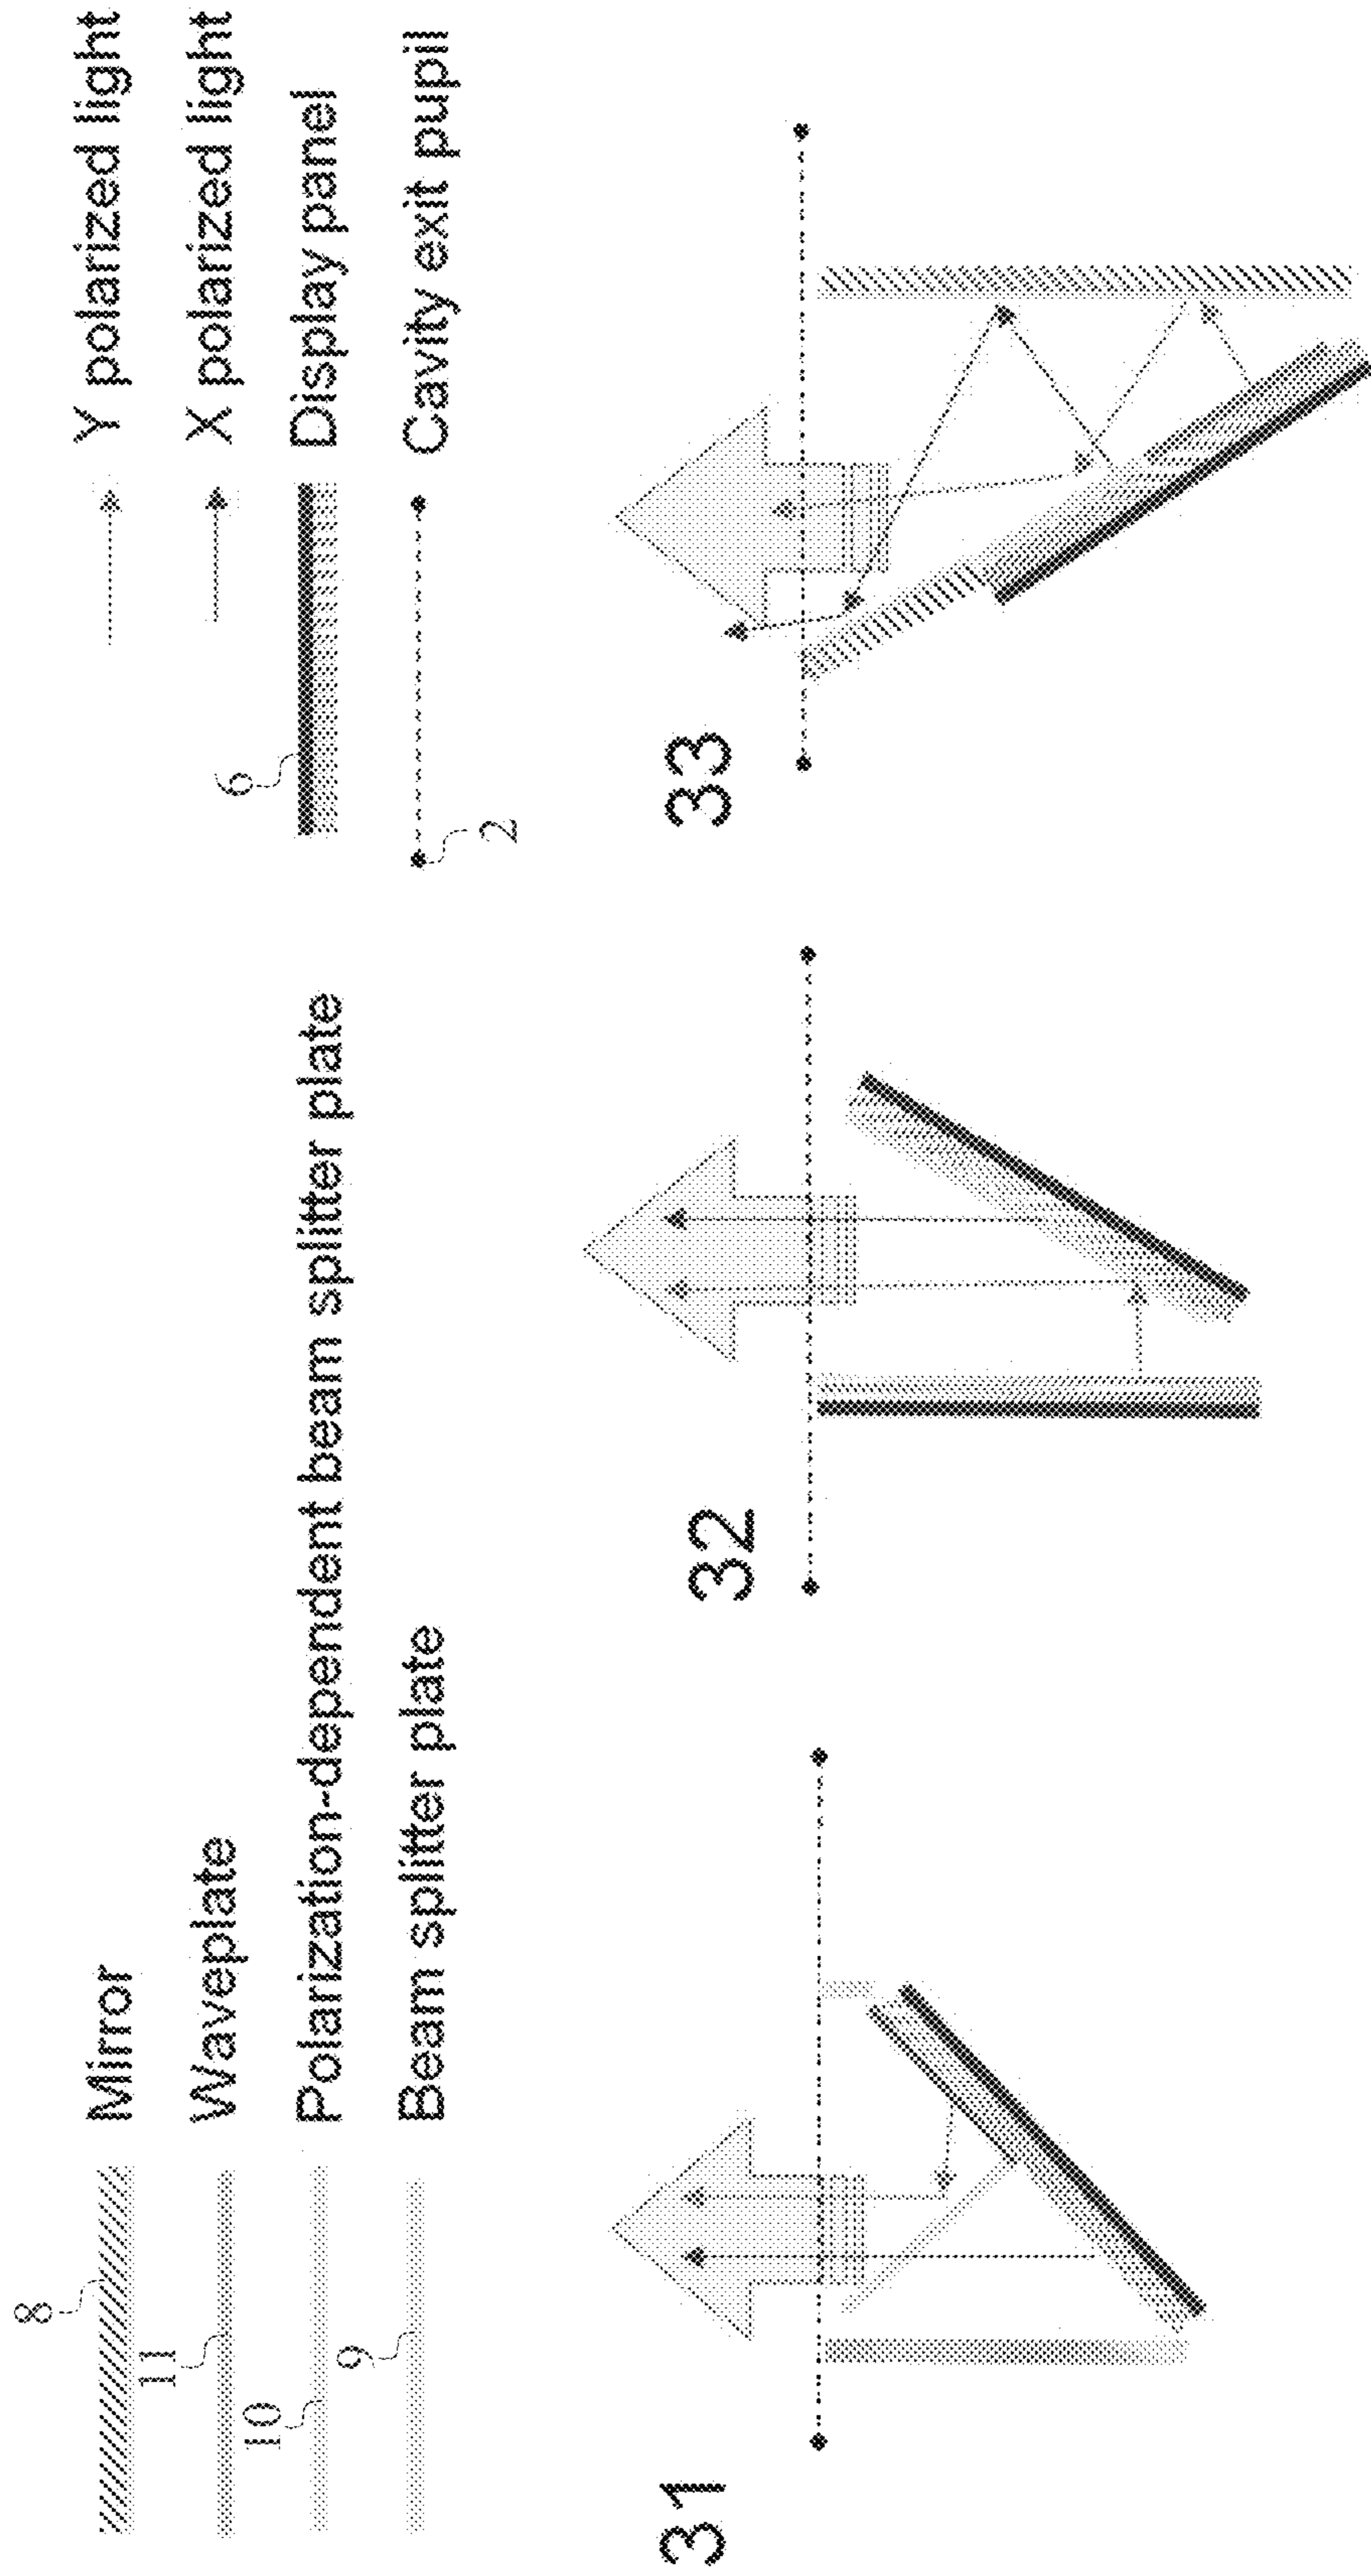 8
Mirror
11
Waveplate
10
Polarization-dependent beam splitter plate
9
Beam splitter plate
Y polarized light
X polarized light
6
Display panel
Cavity exit pupil
2
31
32
33